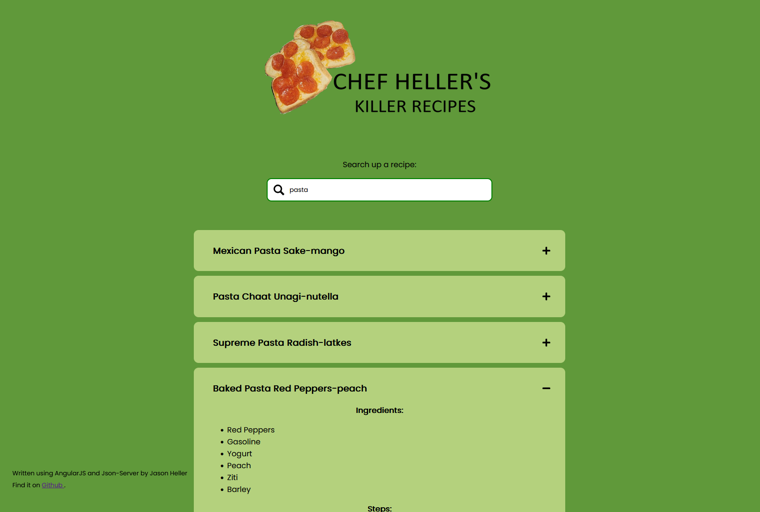 CHEF HELLER'S
KILLER RECIPES
Search up a recipe:
pasta
Mexican Pasta Sake-mango
Pasta Chaat Unagi-nutella
Supreme Pasta Radish-latkes
Baked Pasta Red Peppers-peach
Ingredients:
Red Peppers
Gasoline
Yogurt
Peach
Ziti
Barley
Steps:
Written using AngularJS and Json-Server by Jason Heller
Find it on Github.